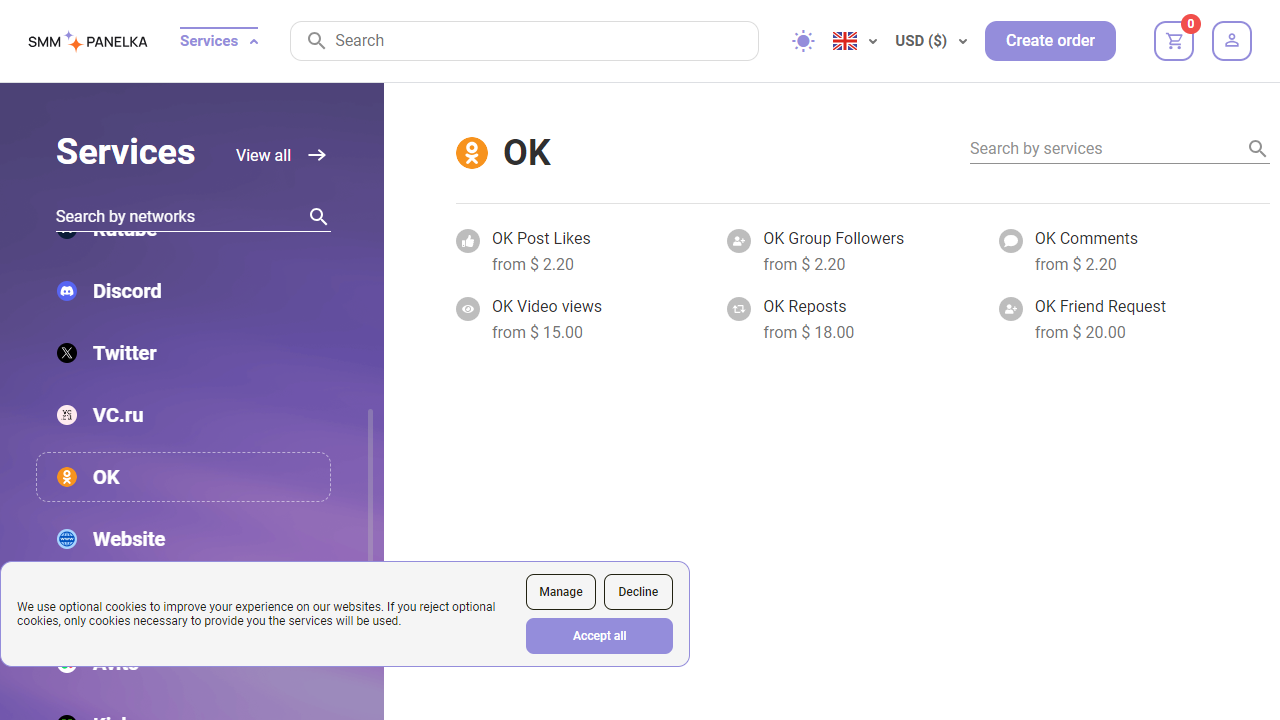 SMM PANELKA
Services
Search
USD ($)
Create order
0
Services
View all
Search by networks
Rutube
Discord
Twitter
VC.ru
OK
Website
Avito
OK
Search by services
OK Post Likes
from $ 2.20
OK Group Followers
from $ 2.20
OK Comments
from $ 2.20
OK Video views
from $ 15.00
OK Reposts
from $ 18.00
OK Friend Request
from $ 20.00
We use optional cookies to improve your experience on our websites. If you reject optional
cookies, only cookies necessary to provide you the services will be used.
Manage
Decline
Accept all